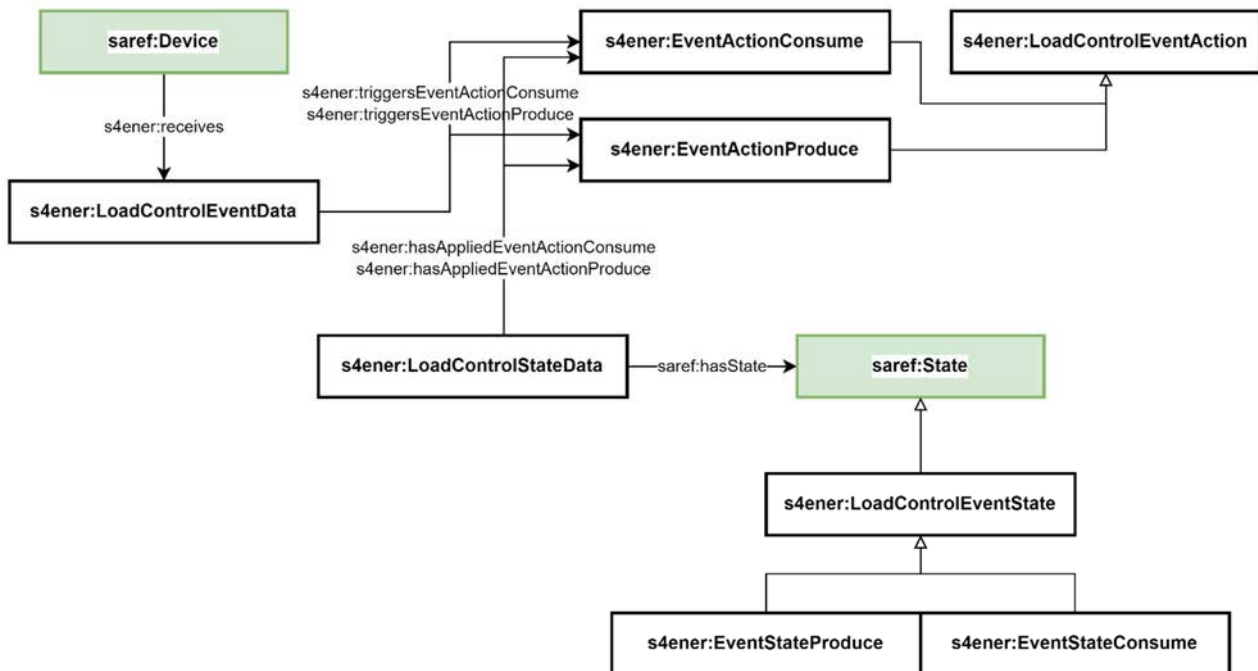 saref:Device
s4ener:EventActionConsume
s4ener:LoadControlEventAction
s4ener:triggersEventActionConsume
s4ener:triggersEventActionProduce
s4ener:receives
s4ener:EventActionProduce
s4ener:LoadControlEventData
s4ener:hasAppliedEventActionConsume
s4ener:hasAppliedEventActionProduce
s4ener:LoadControlStateData
saref:hasState
saref:State
s4ener:LoadControlEventState
s4ener:EventStateProduce
s4ener:EventStateConsume